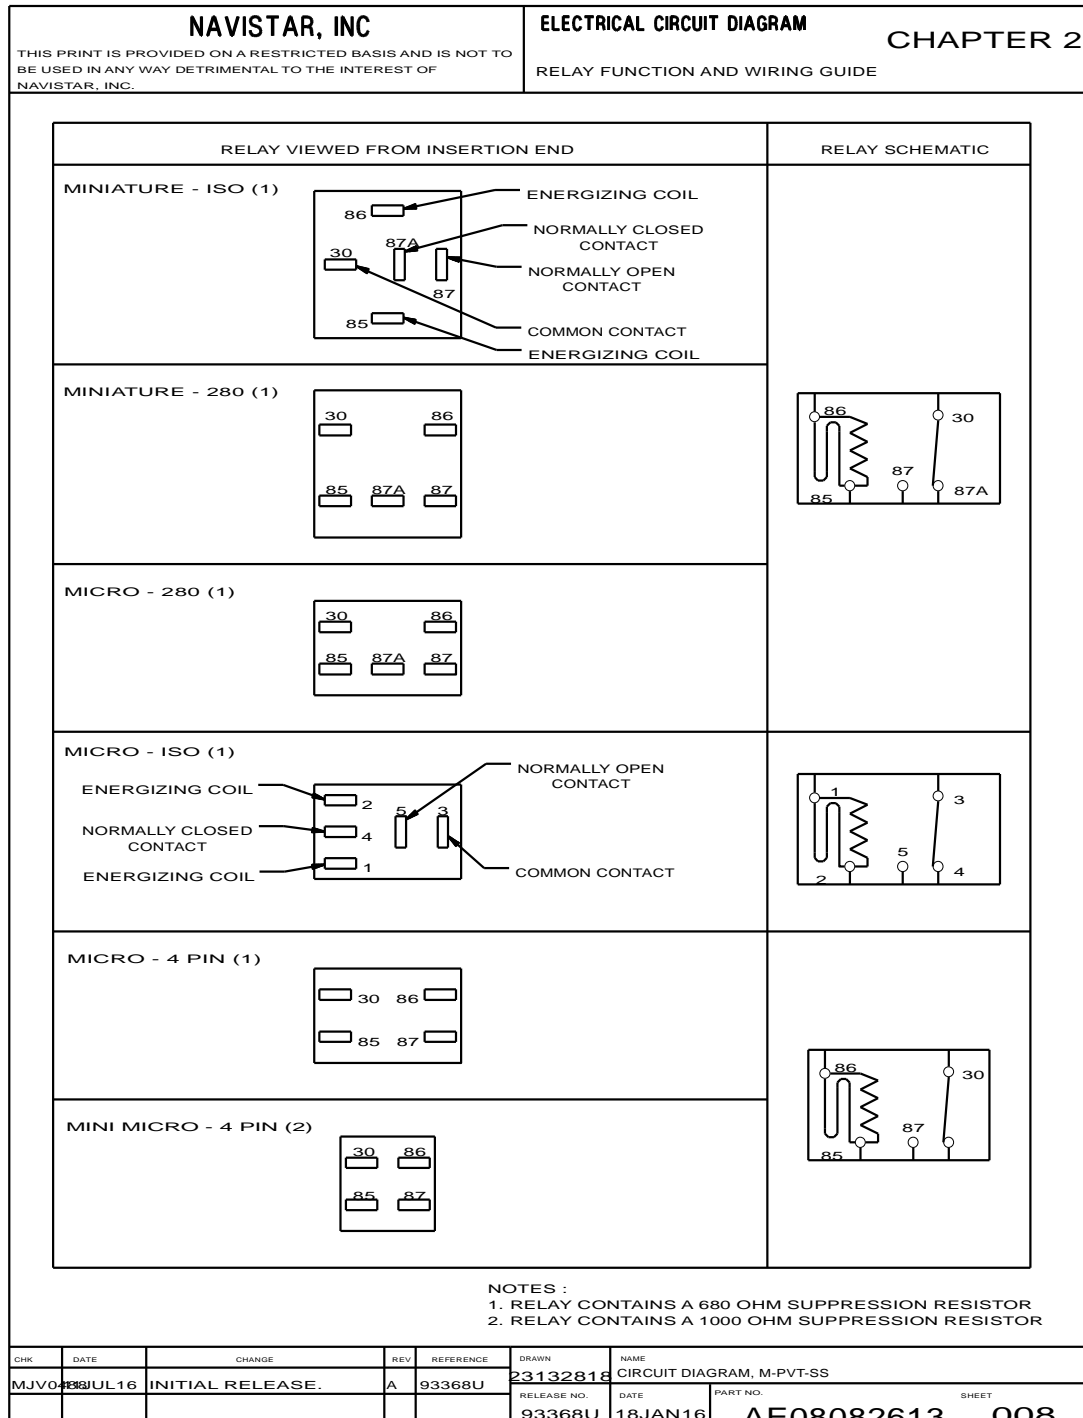 NAVISTAR, INC
THIS PRINT IS PROVIDED ON A RESTRICTED BASIS AND IS NOT TO
BE USED IN ANY WAY DETRIMENTAL TO THE INTEREST OF
NAVISTAR, INC.
ELECTRICAL CIRCUIT DIAGRAM
CHAPTER 2
RELAY FUNCTION AND WIRING GUIDE
RELAY VIEWED FROM INSERTION END
RELAY SCHEMATIC
MINIATURE - ISO (1)
86
ENERGIZING COIL
87A
NORMALLY CLOSED
CONTACT
30
NORMALLY OPEN
CONTACT
87
85
COMMON CONTACT
ENERGIZING COIL
MINIATURE - 280 (1)
30
86
85
87A
87
86
30
87
85
87A
MICRO - 280 (1)
30
86
85
87A
87
MICRO - ISO (1)
ENERGIZING COIL
2
NORMALLY CLOSED
CONTACT
4
ENERGIZING COIL
1
5
3
NORMALLY OPEN
CONTACT
COMMON CONTACT
1
3
5
2
4
MICRO - 4 PIN (1)
30
86
85
87
86
30
87
85
MINI MICRO - 4 PIN (2)
30
86
85
87
NOTES :
1. RELAY CONTAINS A 680 OHM SUPPRESSION RESISTOR
2. RELAY CONTAINS A 1000 OHM SUPPRESSION RESISTOR
CHK
DATE
CHANGE
REV
REFERENCE
DRAWN
NAME
INITIAL RELEASE.
A
93368U
23132818
CIRCUIT DIAGRAM, M-PVT-SS
RELEASE NO.
DATE
PART NO.
SHEET
93368U
18JAN16
AE08082613
008